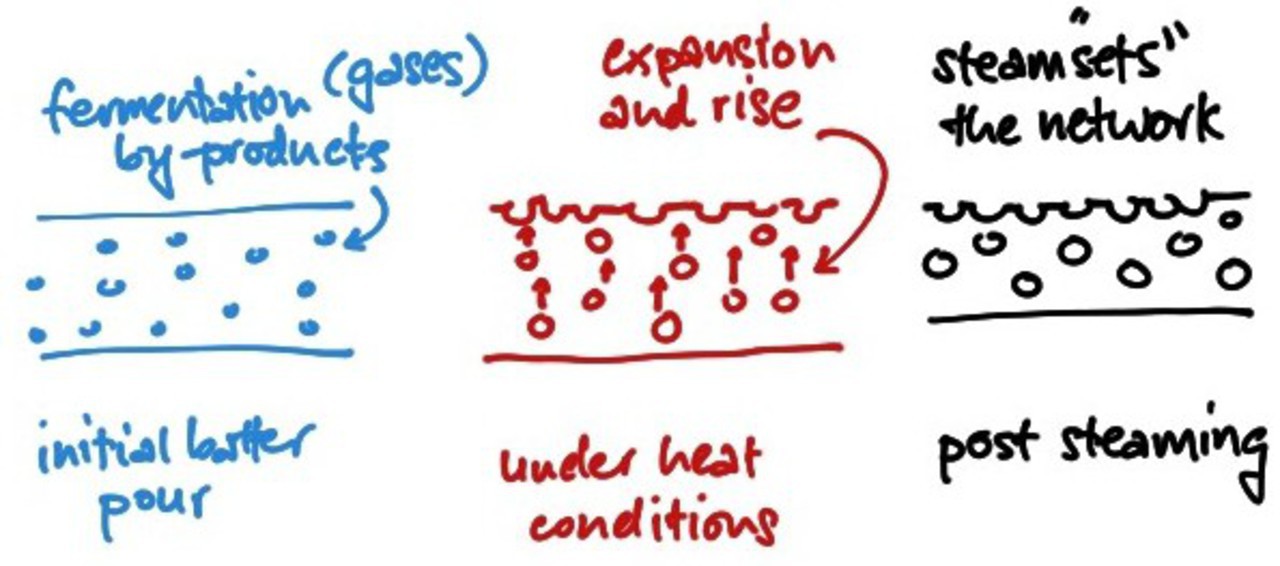 fermentation (gases)
by-products
initial batter
pour
expansion
and rise
under heat
conditions
steam "sets"
the network
post steaming